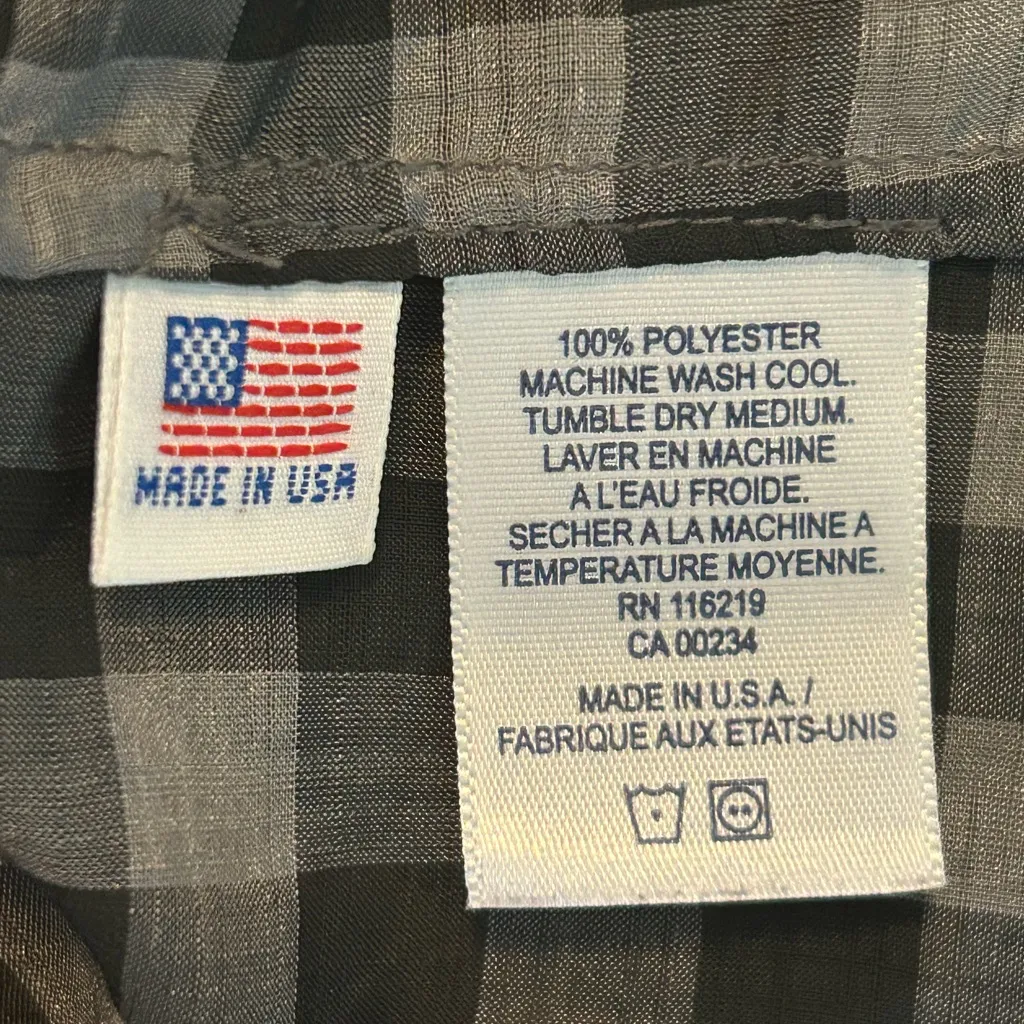 MADE IN USA
100% POLYESTER
MACHINE WASH COOL.
TUMBLE DRY MEDIUM.
LAVER EN MACHINE
A L'EAU FROIDE.
SECHER A LA MACHINE A
TEMPERATURE MOYENNE.
RN 116219
CA 00234
MADE IN U.S.A. /
FABRIQUE AUX ETATS-UNIS